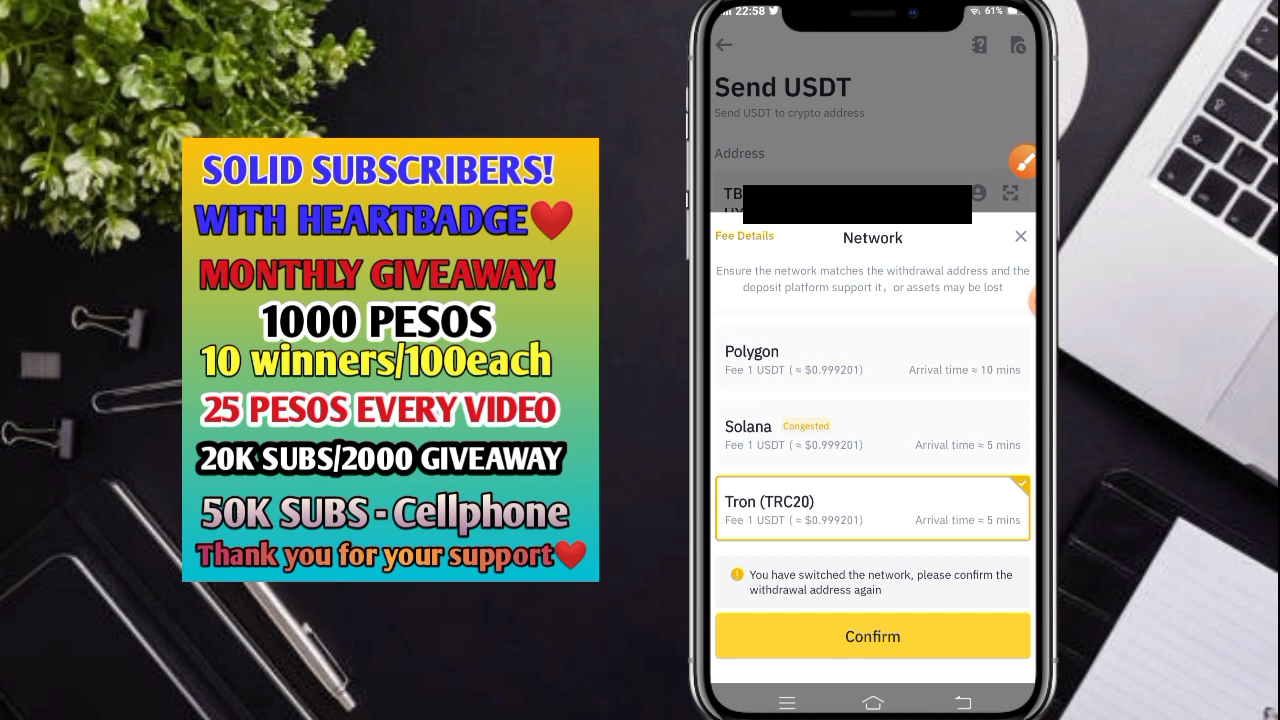 SOLID SUBSCRIBERS!
WITH HEARTBADGE❤️
MONTHLY GIVEAWAY!
1000 PESOS
10 winners/100each
25 PESOS EVERY VIDEO
20K SUBS/2000 GIVEAWAY
50K SUBS - Cellphone
Thank you for your support❤️
22:58
61%
Send USDT
Send USDT to crypto address
Address
TB
Fee Details
Network
Ensure the network matches the withdrawal address and the
deposit platform support it，or assets may be lost
Polygon
Fee 1 USDT ( ≈ $0.999201)
Arrival time ≈ 10 mins
Solana Congested
Fee 1 USDT ( ≈ $0.999201)
Arrival time ≈ 5 mins
Tron (TRC20)
Fee 1 USDT ( ≈ $0.999201)
Arrival time ≈ 5 mins
You have switched the network, please confirm the
withdrawal address again
Confirm